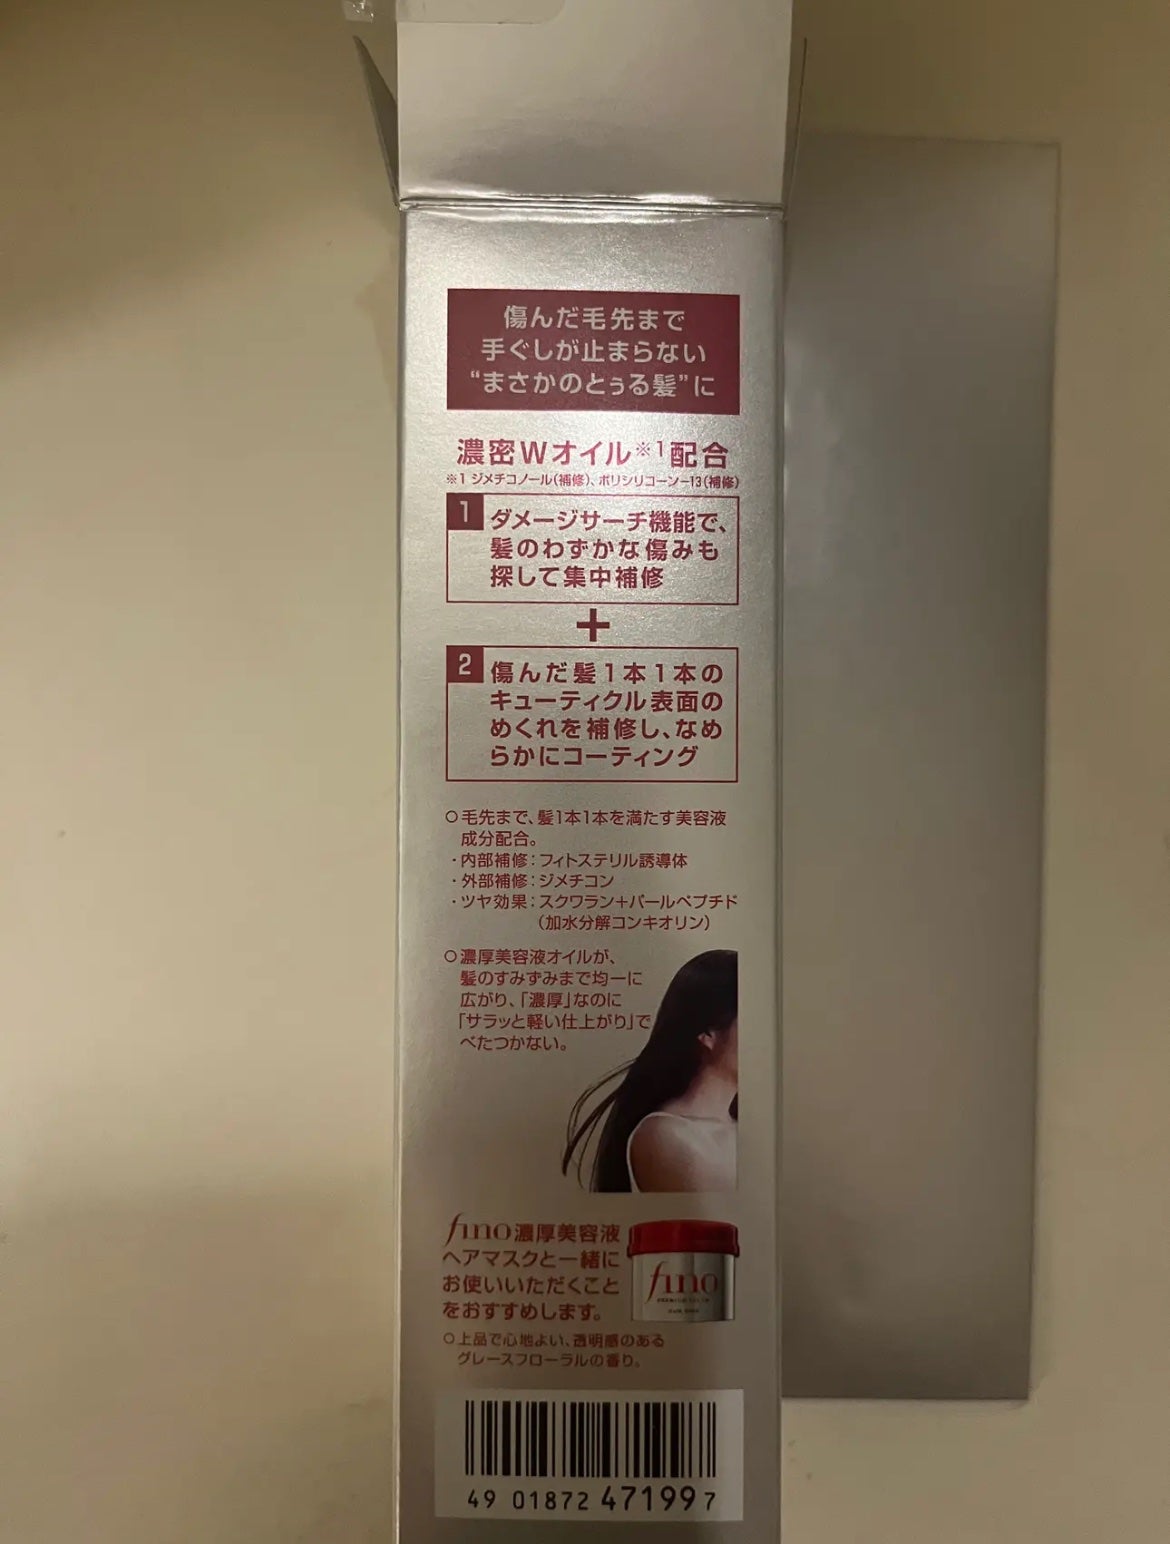 傷んだ毛先まで
手ぐしが止まらない
“まさかのとぅる髪”に
濃密Wオイル※1配合
※1 ジメチコノール(補修)、ポリシリコーン-13(補修)
1 ダメージサーチ機能で、
髪のわずかな傷みも
探して集中補修
+
2 傷んだ髪1本1本の
キューティクル表面の
めくれを補修し、なめ
らかにコーティング
○毛先まで、髪1本1本を満たす美容液
成分配合。
・内部補修：フィトステリル誘導体
・外部補修：ジメチコン
・ツヤ効果：スクワラン+パールペプチド
(加水分解コンキオリン)
○濃厚美容液オイルが、
髪のすみずみまで均一に
広がり、「濃厚」なのに
「サラッと軽い仕上がり」で
べたつかない。
fino濃厚美容液
ヘアマスクと一緒に
お使いいただくこと
をおすすめします。
fino
○上品で心地よい、透明感のある
グレースフローラルの香り。
49 01872 471997